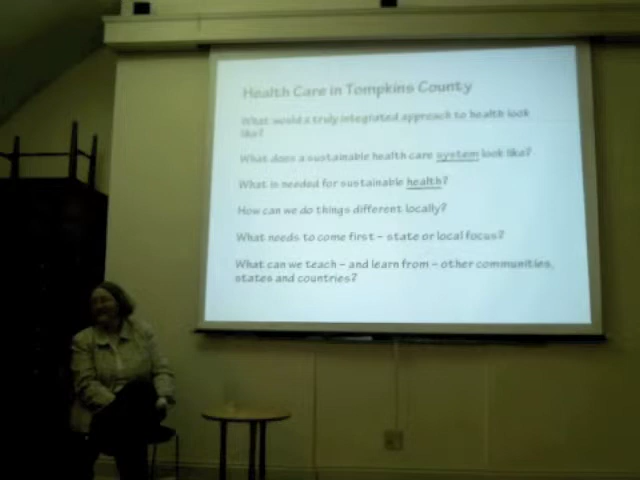 Health Care in Tompkins County
What would a truly integrated approach to health look
like?
What does a sustainable health care system look like?
What is needed for sustainable health?
How can we do things different locally?
What needs to come first – state or local focus?
What can we teach – and learn from – other communities,
states and countries?